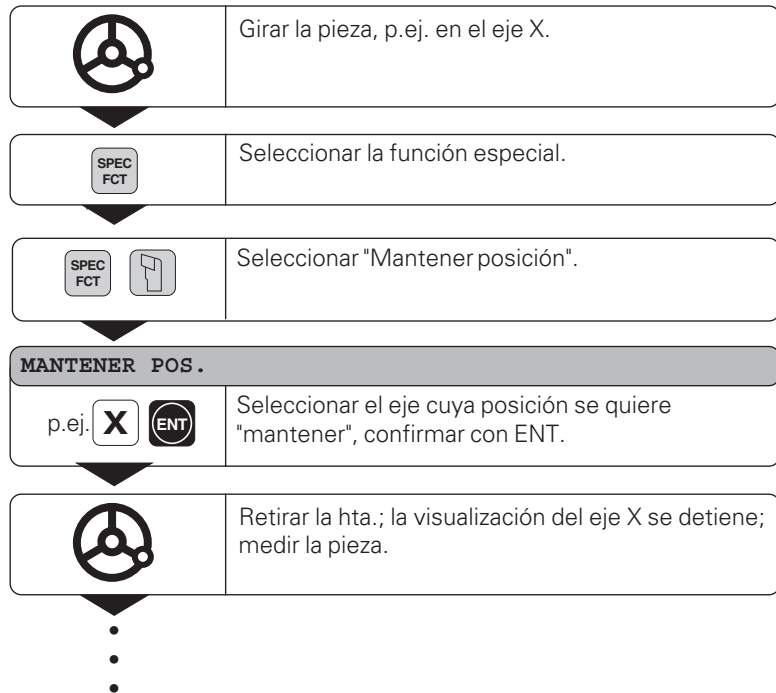 Girar la pieza, p.ej. en el eje X.
SPEC
FCT
Seleccionar la función especial.
SPEC
FCT
Seleccionar "Mantener posición".
MANTENER POS.
p.ej. X ENT
Seleccionar el eje cuya posición se quiere
"mantener", confirmar con ENT.
Retirar la hta.; la visualización del eje X se detiene;
medir la pieza.